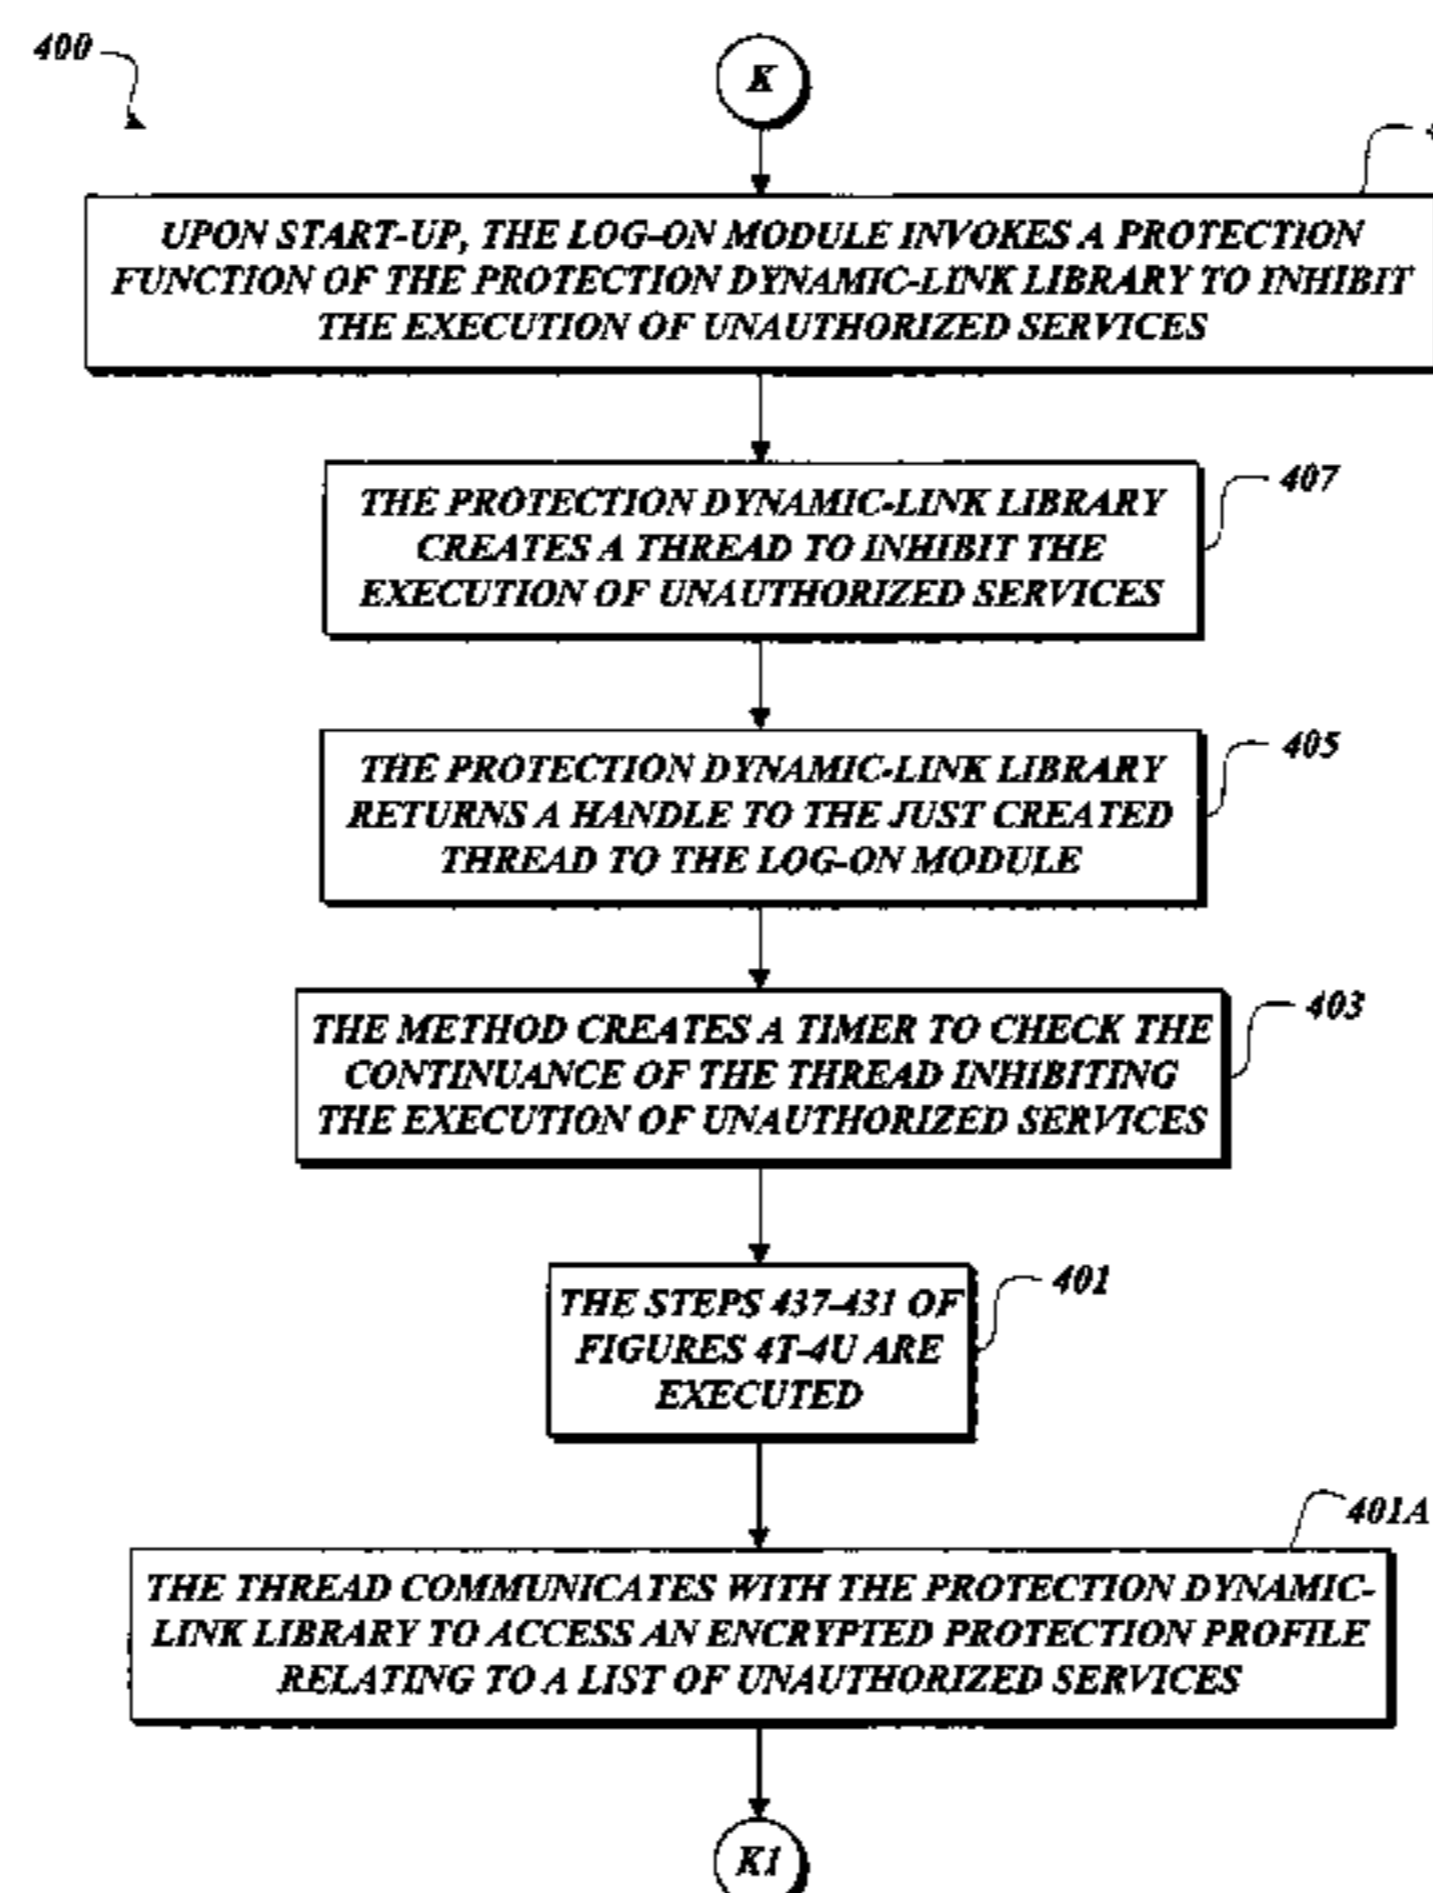 400
K
UPON START-UP, THE LOG-ON MODULE INVOKES A PROTECTION
FUNCTION OF THE PROTECTION DYNAMIC-LINK LIBRARY TO INHIBIT
THE EXECUTION OF UNAUTHORIZED SERVICES
407
THE PROTECTION DYNAMIC-LINK LIBRARY
CREATES A THREAD TO INHIBIT THE
EXECUTION OF UNAUTHORIZED SERVICES
405
THE PROTECTION DYNAMIC-LINK LIBRARY
RETURNS A HANDLE TO THE JUST CREATED
THREAD TO THE LOG-ON MODULE
403
THE METHOD CREATES A TIMER TO CHECK THE
CONTINUANCE OF THE THREAD INHIBITING
THE EXECUTION OF UNAUTHORIZED SERVICES
401
THE STEPS 437-431 OF
FIGURES 4T-4U ARE
EXECUTED
401A
THE THREAD COMMUNICATES WITH THE PROTECTION DYNAMIC-
LINK LIBRARY TO ACCESS AN ENCRYPTED PROTECTION PROFILE
RELATING TO A LIST OF UNAUTHORIZED SERVICES
K1